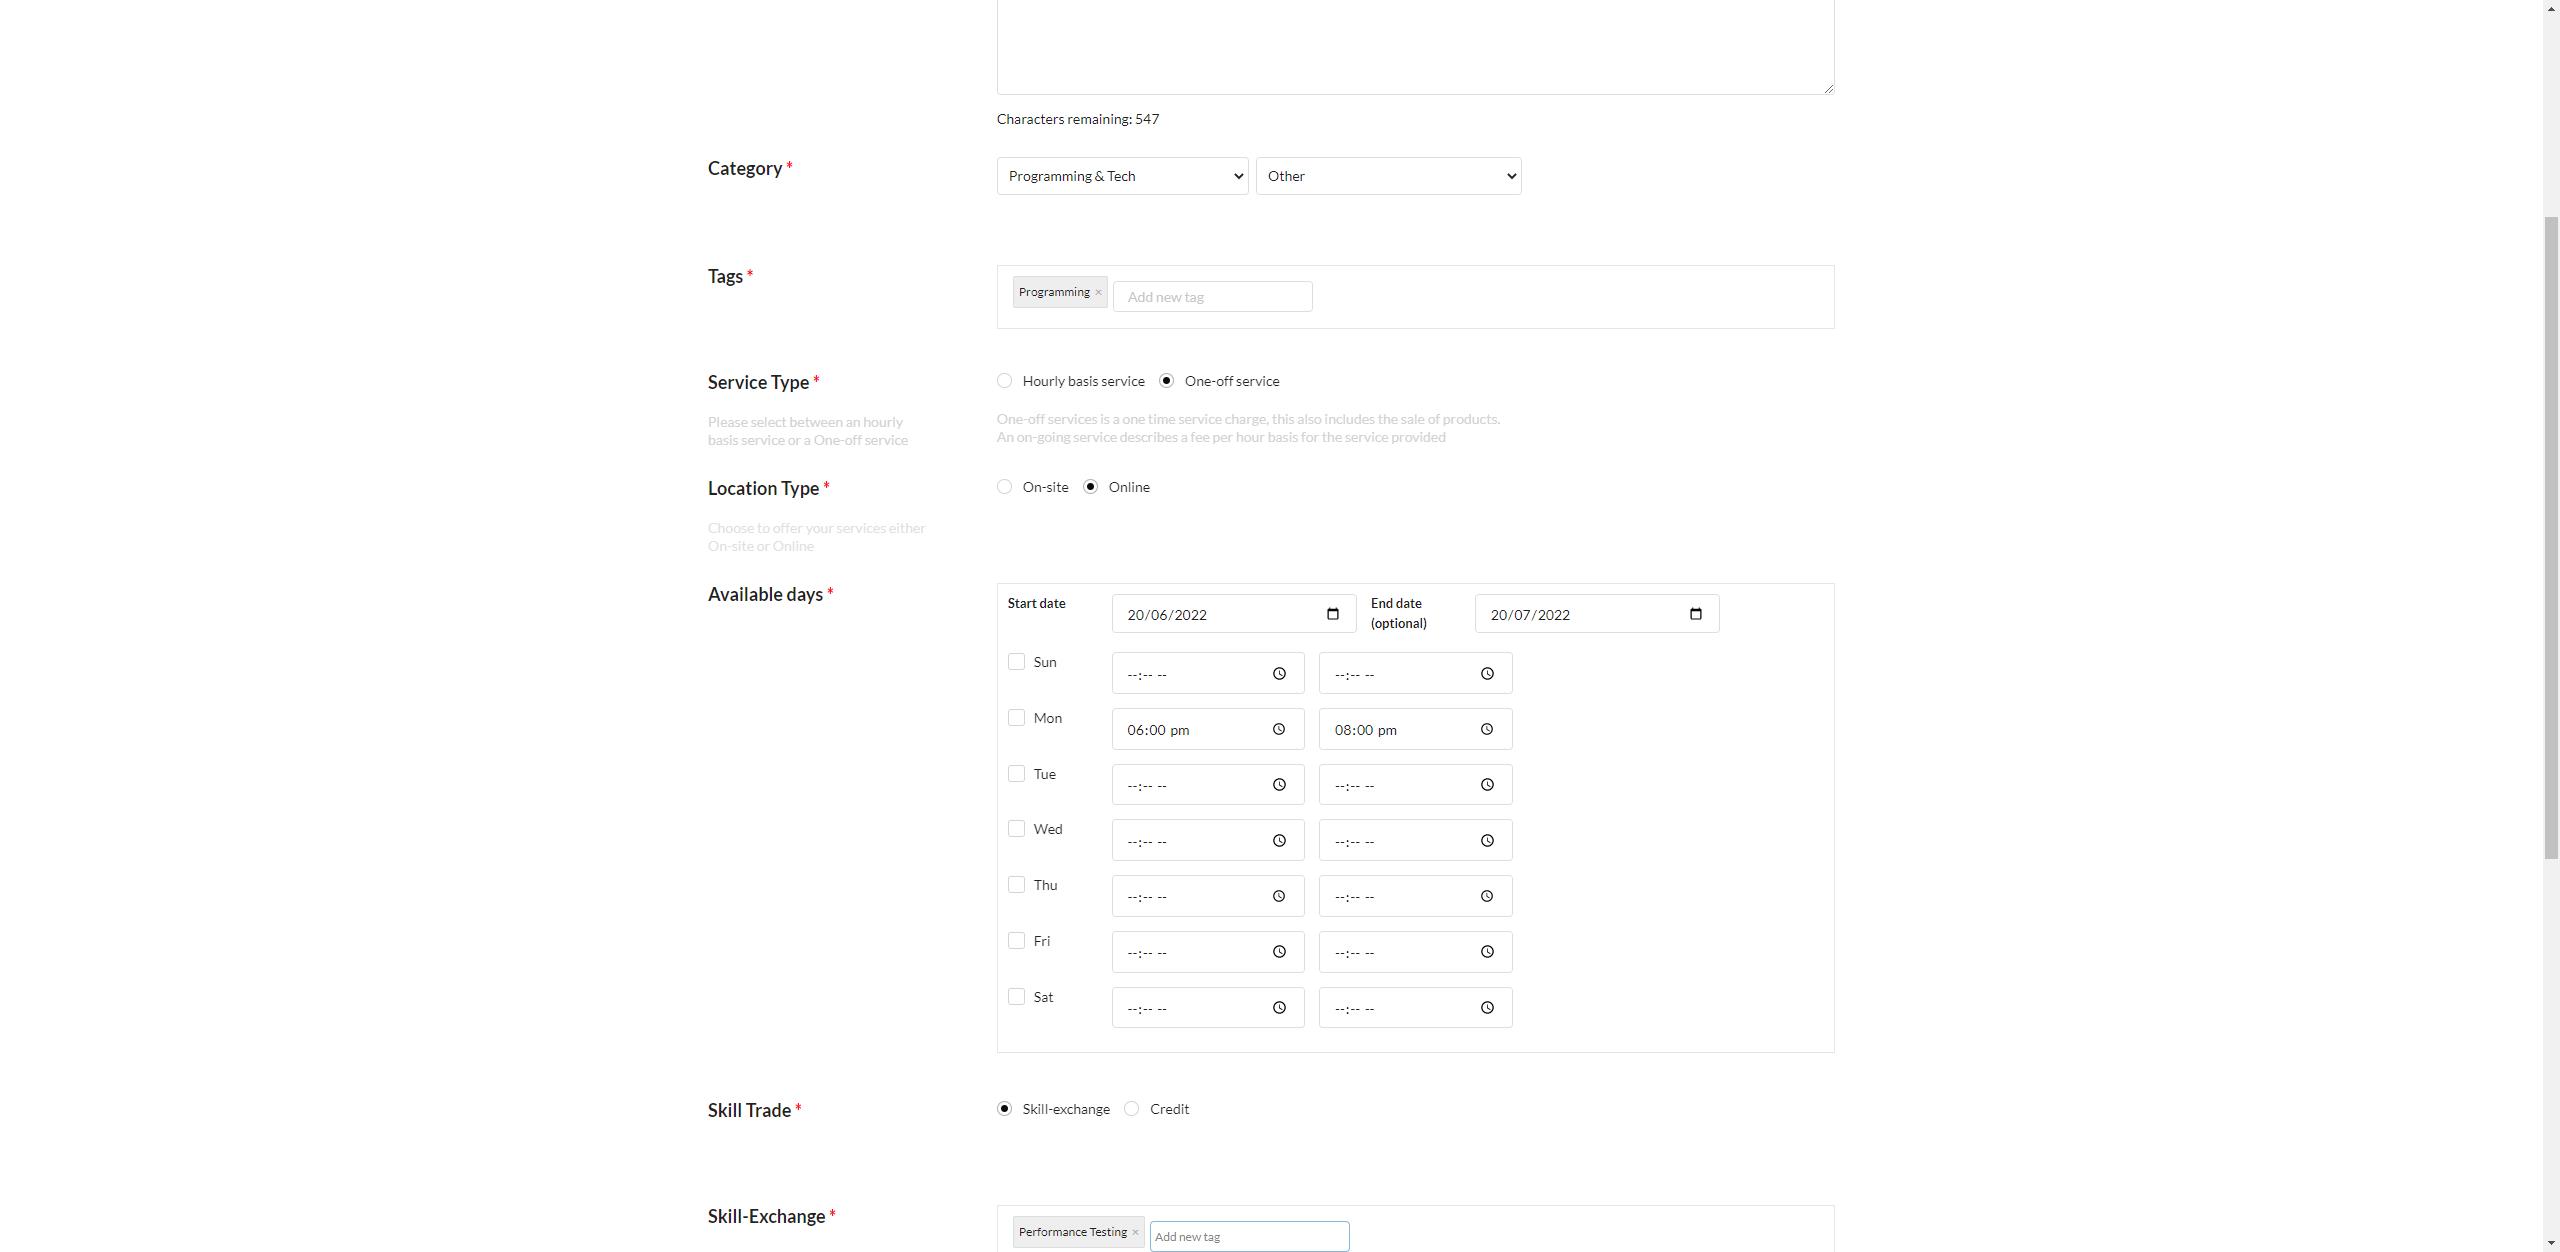 Characters remaining: 547
Category *
Programming & Tech
Other
Tags *
Programming ×
Add new tag
Service Type *
Hourly basis service
One-off service
Please select between an hourly
basis service or a One-off service
One-off services is a one time service charge, this also includes the sale of products.
An on-going service describes a fee per hour basis for the service provided
Location Type *
On-site
Online
Choose to offer your services either
On-site or Online
Available days *
Start date
20/06/2022
End date
(optional)
20/07/2022
Sun
--:-- --
--:-- --
Mon
06:00 pm
08:00 pm
Tue
--:-- --
--:-- --
Wed
--:-- --
--:-- --
Thu
--:-- --
--:-- --
Fri
--:-- --
--:-- --
Sat
--:-- --
--:-- --
Skill Trade *
Skill-exchange
Credit
Skill-Exchange *
Performance Testing ×
Add new tag